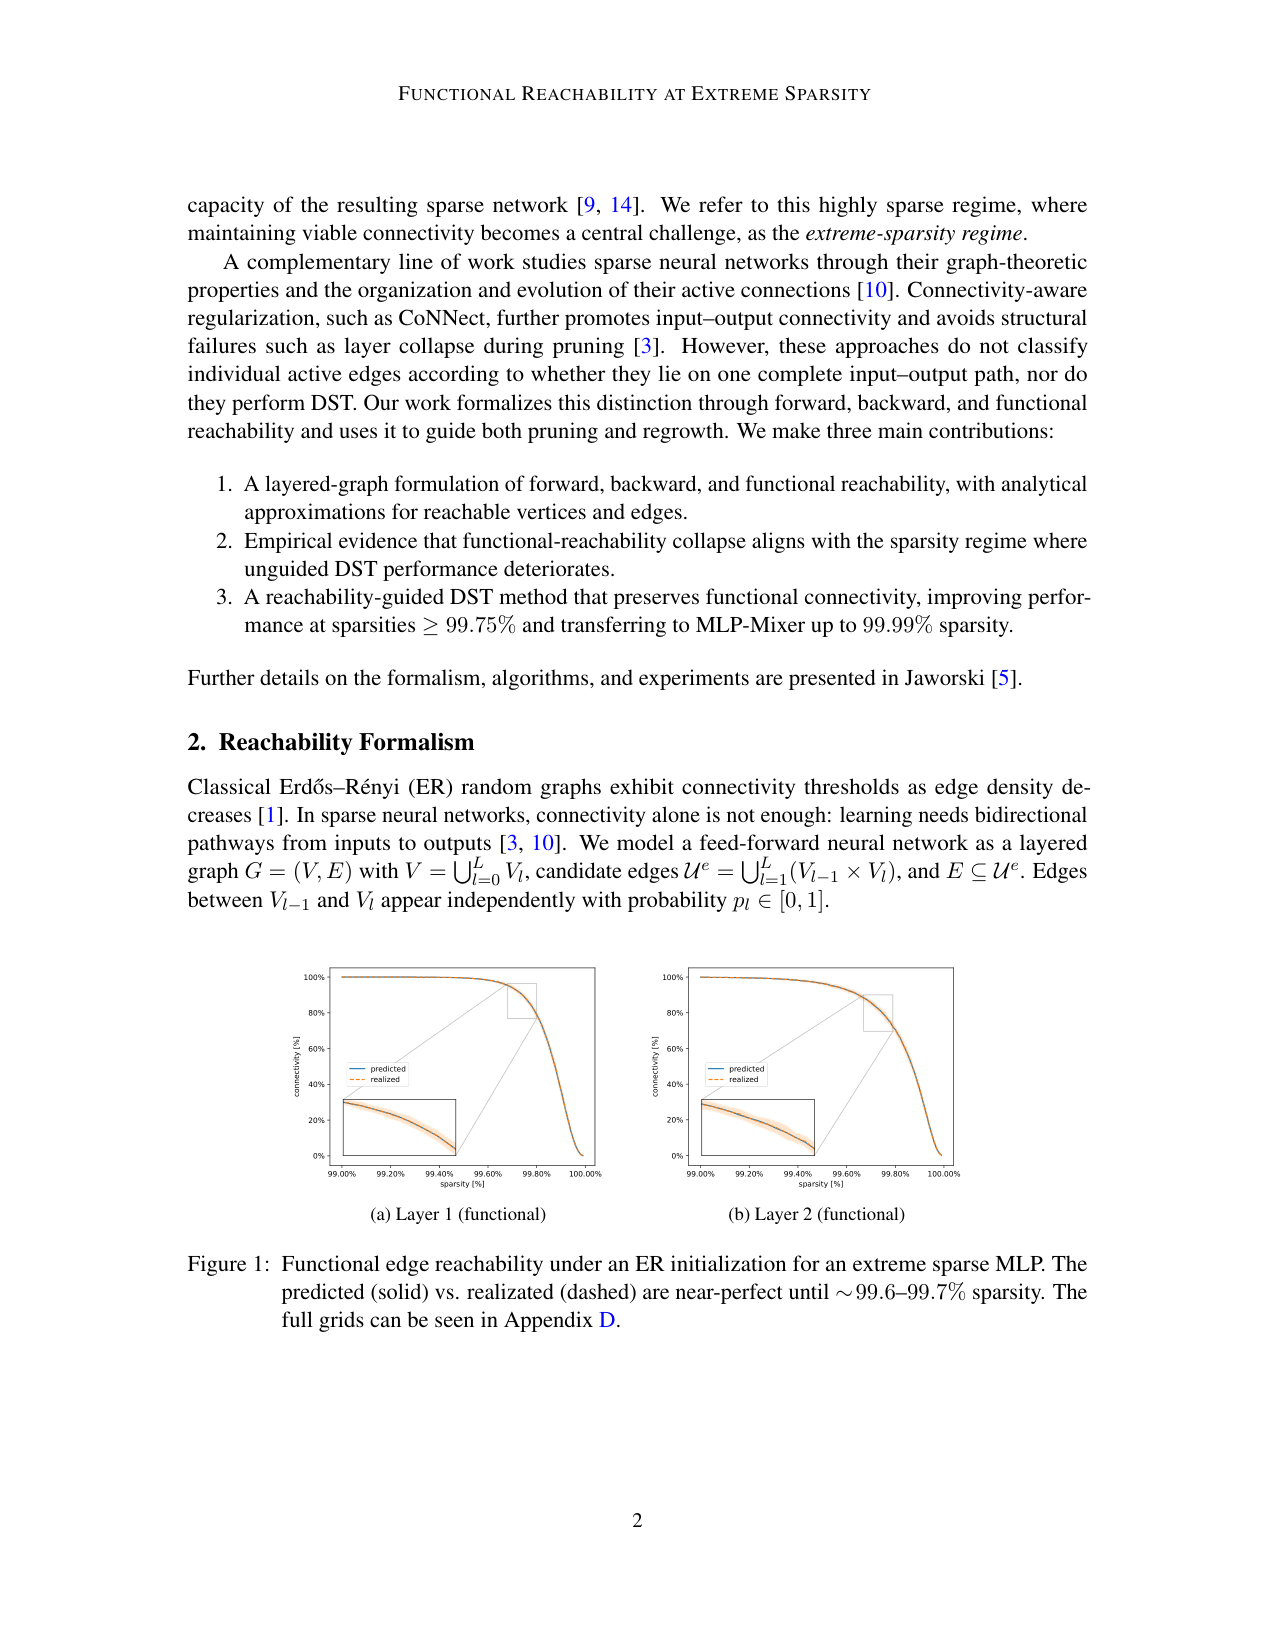 FUNCTIONAL REACHABILITY AT EXTREME SPARSITY
capacity of the resulting sparse network [9, 14]. We refer to this highly sparse regime, where
maintaining viable connectivity becomes a central challenge, as the extreme-sparsity regime.
A complementary line of work studies sparse neural networks through their graph-theoretic
properties and the organization and evolution of their active connections [10]. Connectivity-aware
regularization, such as CoNNect, further promotes input–output connectivity and avoids structural
failures such as layer collapse during pruning [3]. However, these approaches do not classify
individual active edges according to whether they lie on one complete input–output path, nor do
they perform DST. Our work formalizes this distinction through forward, backward, and functional
reachability and uses it to guide both pruning and regrowth. We make three main contributions:
1. A layered-graph formulation of forward, backward, and functional reachability, with analytical
approximations for reachable vertices and edges.
2. Empirical evidence that functional-reachability collapse aligns with the sparsity regime where
unguided DST performance deteriorates.
3. A reachability-guided DST method that preserves functional connectivity, improving perfor-
mance at sparsities ≥ 99.75% and transferring to MLP-Mixer up to 99.99% sparsity.
Further details on the formalism, algorithms, and experiments are presented in Jaworski [5].
2. Reachability Formalism
Classical Erdős–Rényi (ER) random graphs exhibit connectivity thresholds as edge density de-
creases [1]. In sparse neural networks, connectivity alone is not enough: learning needs bidirectional
pathways from inputs to outputs [3, 10]. We model a feed-forward neural network as a layered
graph G = (V, E) with V = ⋃_{l=0}^{L} V_l, candidate edges 𝒰^e = ⋃_{l=1}^{L}(V_{l−1} × V_l), and E ⊆ 𝒰^e. Edges
between V_{l−1} and V_l appear independently with probability p_l ∈ [0, 1].
100%
80%
60%
40%
20%
0%
connectivity [%]
predicted
realized
99.00% 99.20% 99.40% 99.60% 99.80% 100.00%
sparsity [%]
(a) Layer 1 (functional)
100%
80%
60%
40%
20%
0%
connectivity [%]
predicted
realized
99.00% 99.20% 99.40% 99.60% 99.80% 100.00%
sparsity [%]
(b) Layer 2 (functional)
Figure 1: Functional edge reachability under an ER initialization for an extreme sparse MLP. The
predicted (solid) vs. realizated (dashed) are near-perfect until ∼99.6–99.7% sparsity. The
full grids can be seen in Appendix D.
2